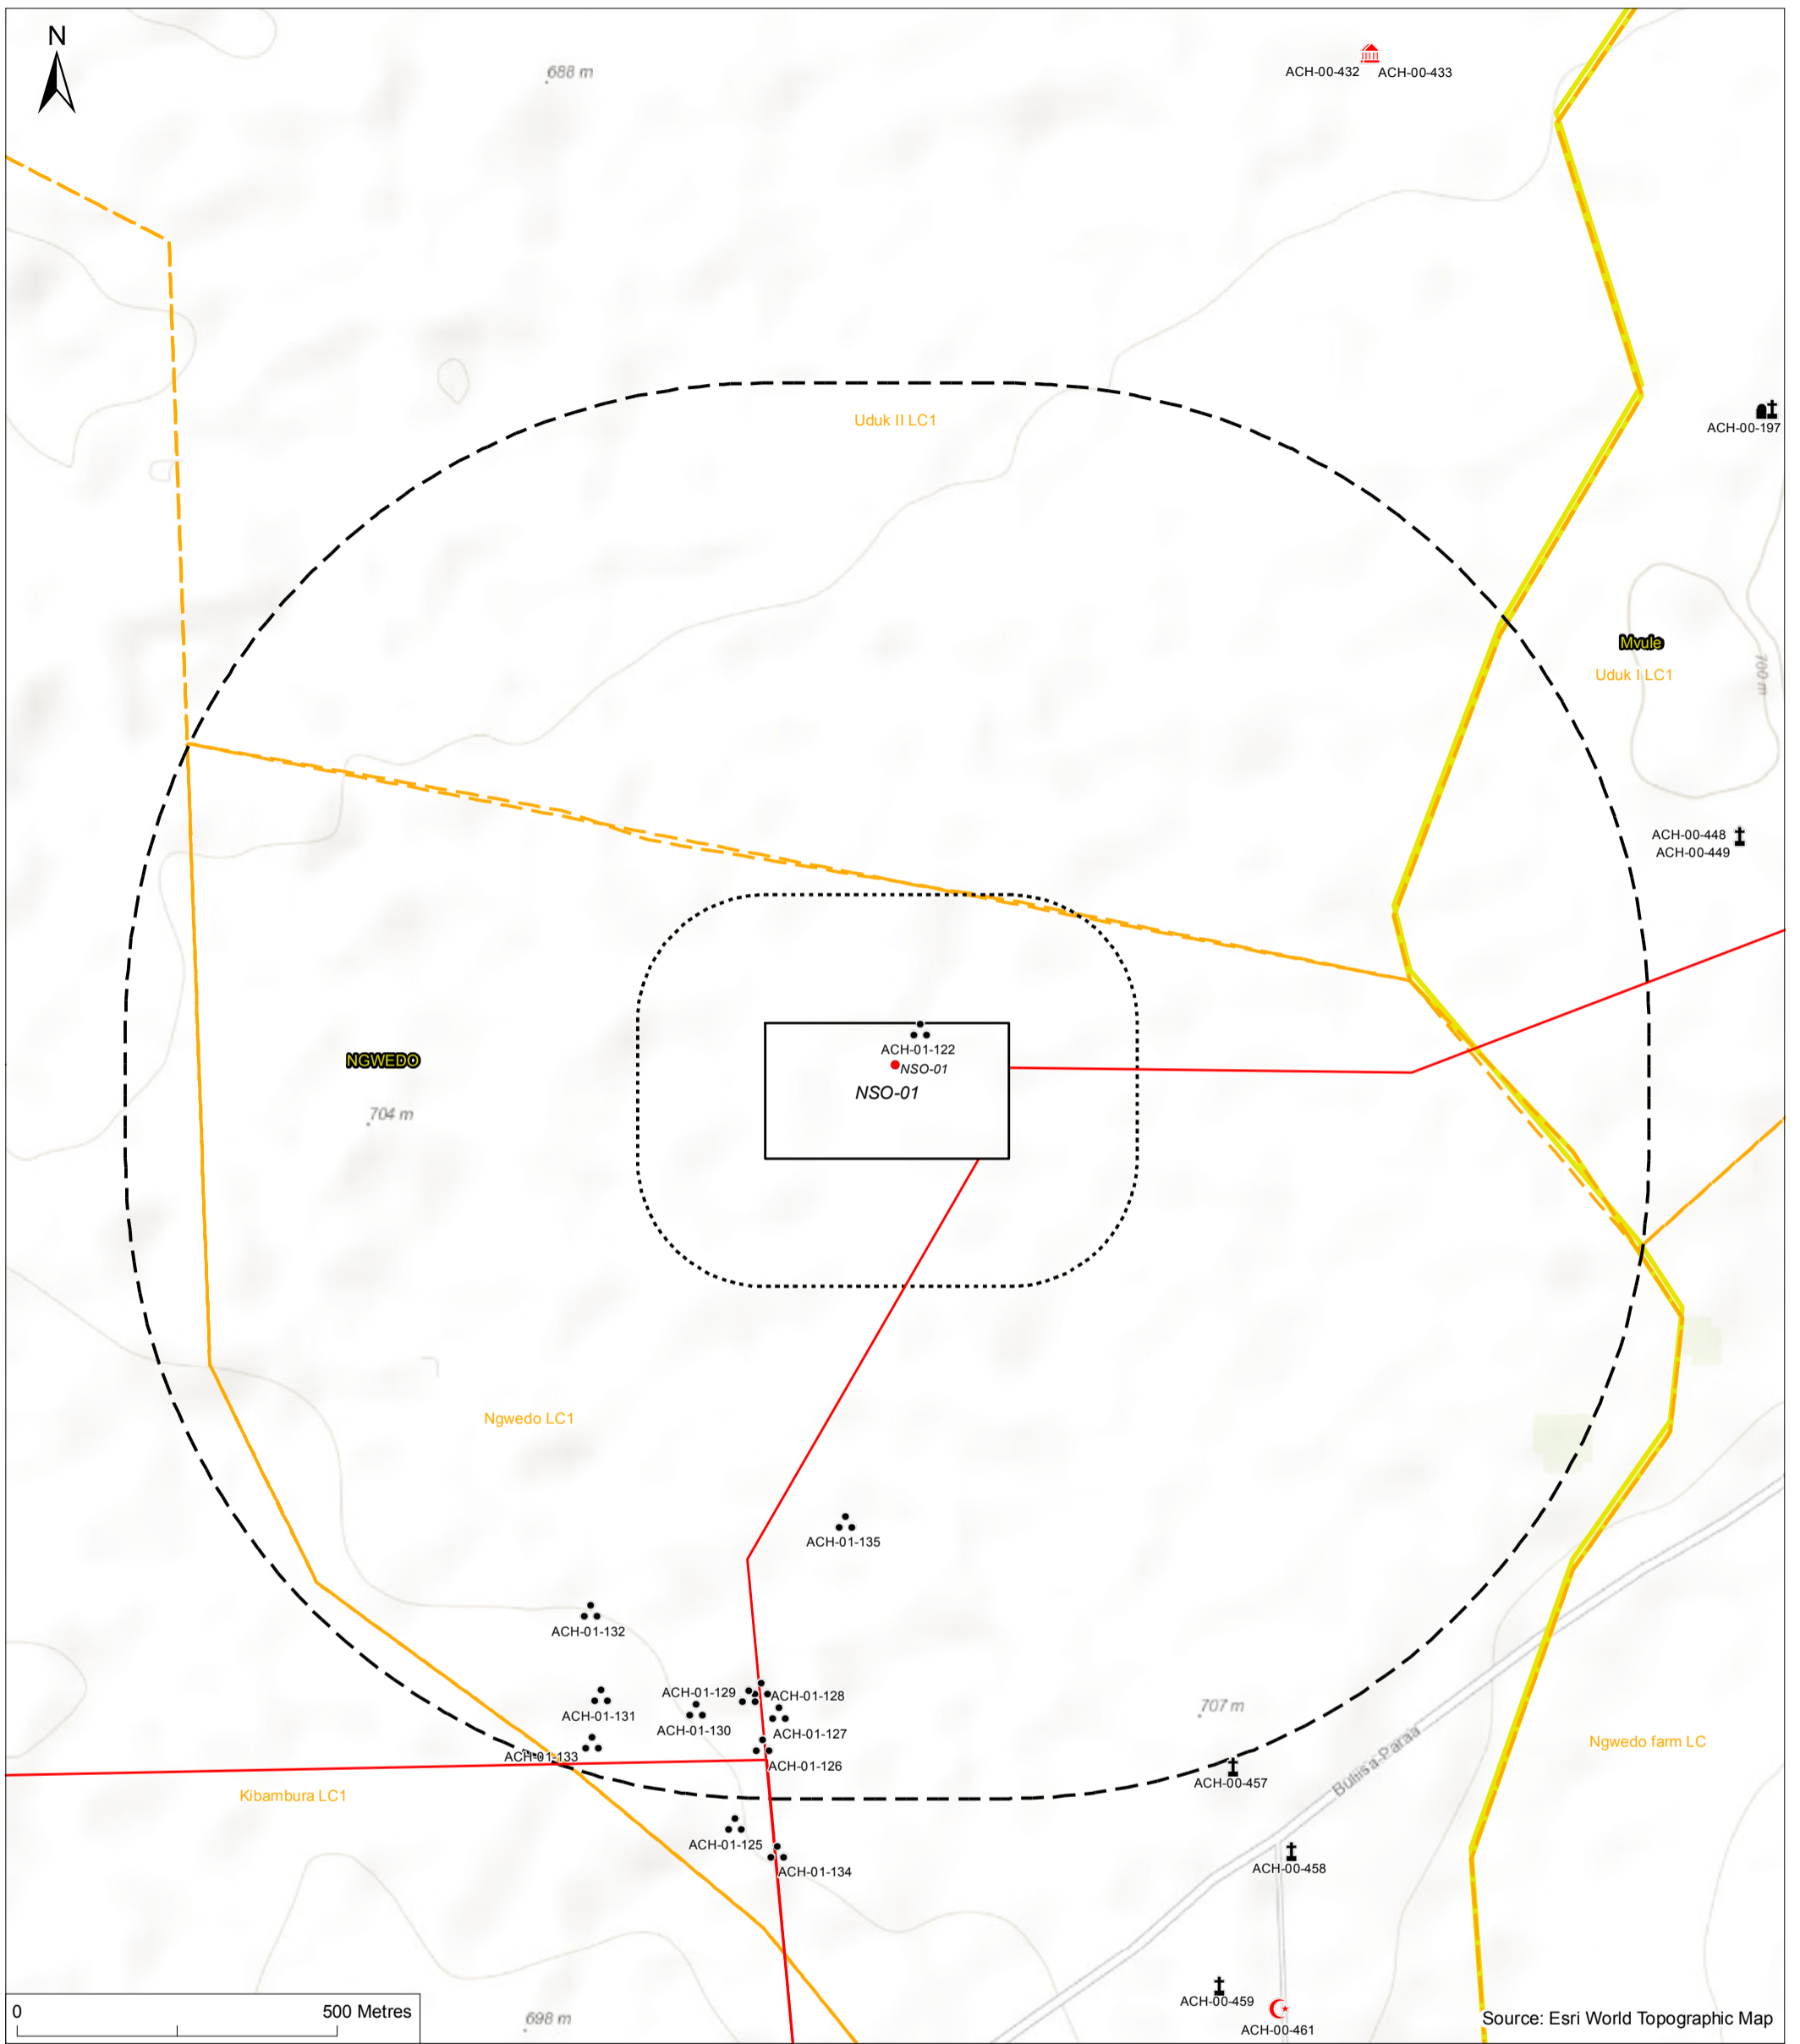 N
688 m
ACH-00-432 ACH-00-433
Uduk II LC1
ACH-00-197
Mvule
Uduk I LC1
700 m
ACH-00-448
ACH-00-449
ACH-01-122
NSO-01
NSO-01
NGWEDO
704 m
Ngwedo LC1
ACH-01-135
ACH-01-132
ACH-01-129
ACH-01-128
ACH-01-131
ACH-01-130
ACH-01-127
ACH-01-133
ACH-01-126
707 m
Buliisa-Paraa
Ngwedo farm LC
ACH-00-457
Kibambura LC1
ACH-01-125
ACH-01-134
ACH-00-458
ACH-00-459
ACH-00-461
0 500 Metres
698 m
Source: Esri World Topographic Map